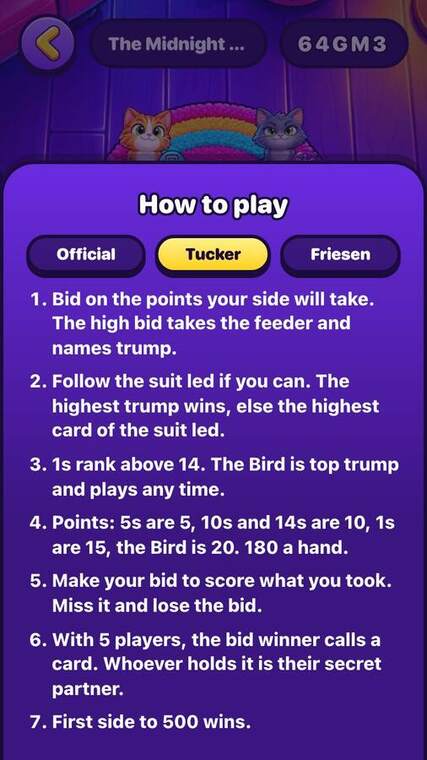 The Midnight ...
64GM3
How to play
Official
Tucker
Friesen
1. Bid on the points your side will take.
The high bid takes the feeder and
names trump.
2. Follow the suit led if you can. The
highest trump wins, else the highest
card of the suit led.
3. 1s rank above 14. The Bird is top trump
and plays any time.
4. Points: 5s are 5, 10s and 14s are 10, 1s
are 15, the Bird is 20. 180 a hand.
5. Make your bid to score what you took.
Miss it and lose the bid.
6. With 5 players, the bid winner calls a
card. Whoever holds it is their secret
partner.
7. First side to 500 wins.